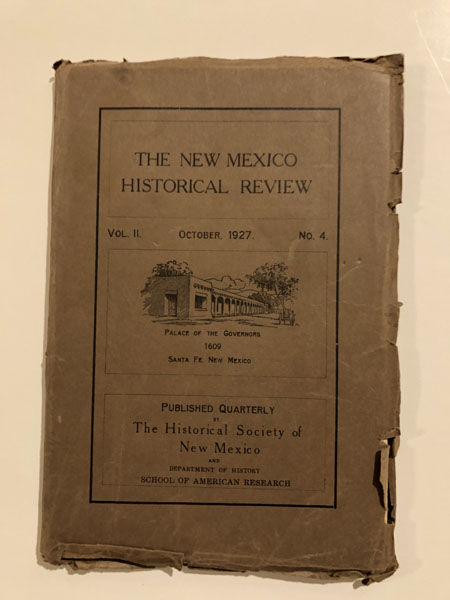 THE NEW MEXICO
HISTORICAL REVIEW
VOL. II. OCTOBER, 1927. No. 4.
PALACE OF THE GOVERNORS
1609
SANTA FE, NEW MEXICO
PUBLISHED QUARTERLY
BY
The Historical Society of
New Mexico
AND
DEPARTMENT OF HISTORY
SCHOOL OF AMERICAN RESEARCH